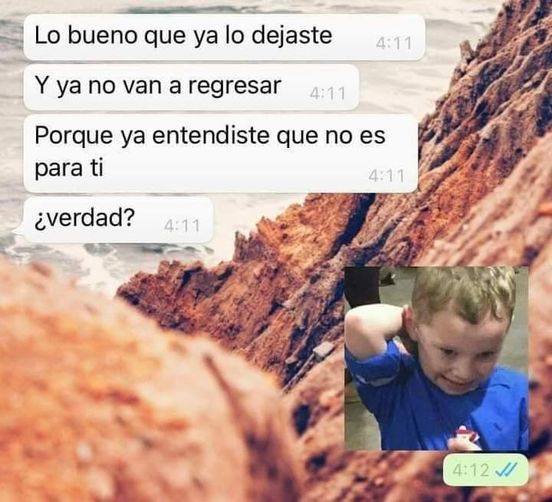 Lo bueno que ya lo dejaste 4:11
Y ya no van a regresar 4:11
Porque ya entendiste que no es
para ti 4:11
¿verdad? 4:11
4:12